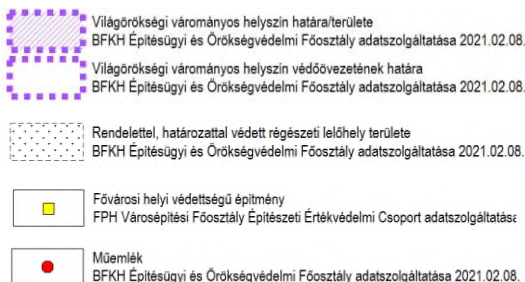 Világörökségi várományos helyszín határa/területe
BFKH Építésügyi és Örökségvédelmi Főosztály adatszolgáltatása 2021.02.08.
Világörökségi várományos helyszín védőövezetének határa
BFKH Építésügyi és Örökségvédelmi Főosztály adatszolgáltatása 2021.02.08.
Rendelettel, határozattal védett régészeti lelőhely területe
BFKH Építésügyi és Örökségvédelmi Főosztály adatszolgáltatása 2021.02.08.
Fővárosi helyi védettségű építmény
FPH Városépítési Főosztály Építészeti Értékvédelmi Csoport adatszolgáltatása
Műemlék
BFKH Építésügyi és Örökségvédelmi Főosztály adatszolgáltatása 2021.02.08.